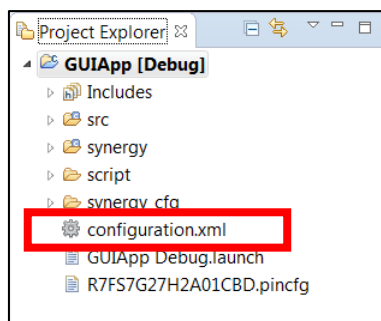 Project Explorer
GUIApp [Debug]
Includes
src
synergy
script
synergy_cfg
configuration.xml
GUIApp Debug.launch
R7FS7G27H2A01CBD.pincfg